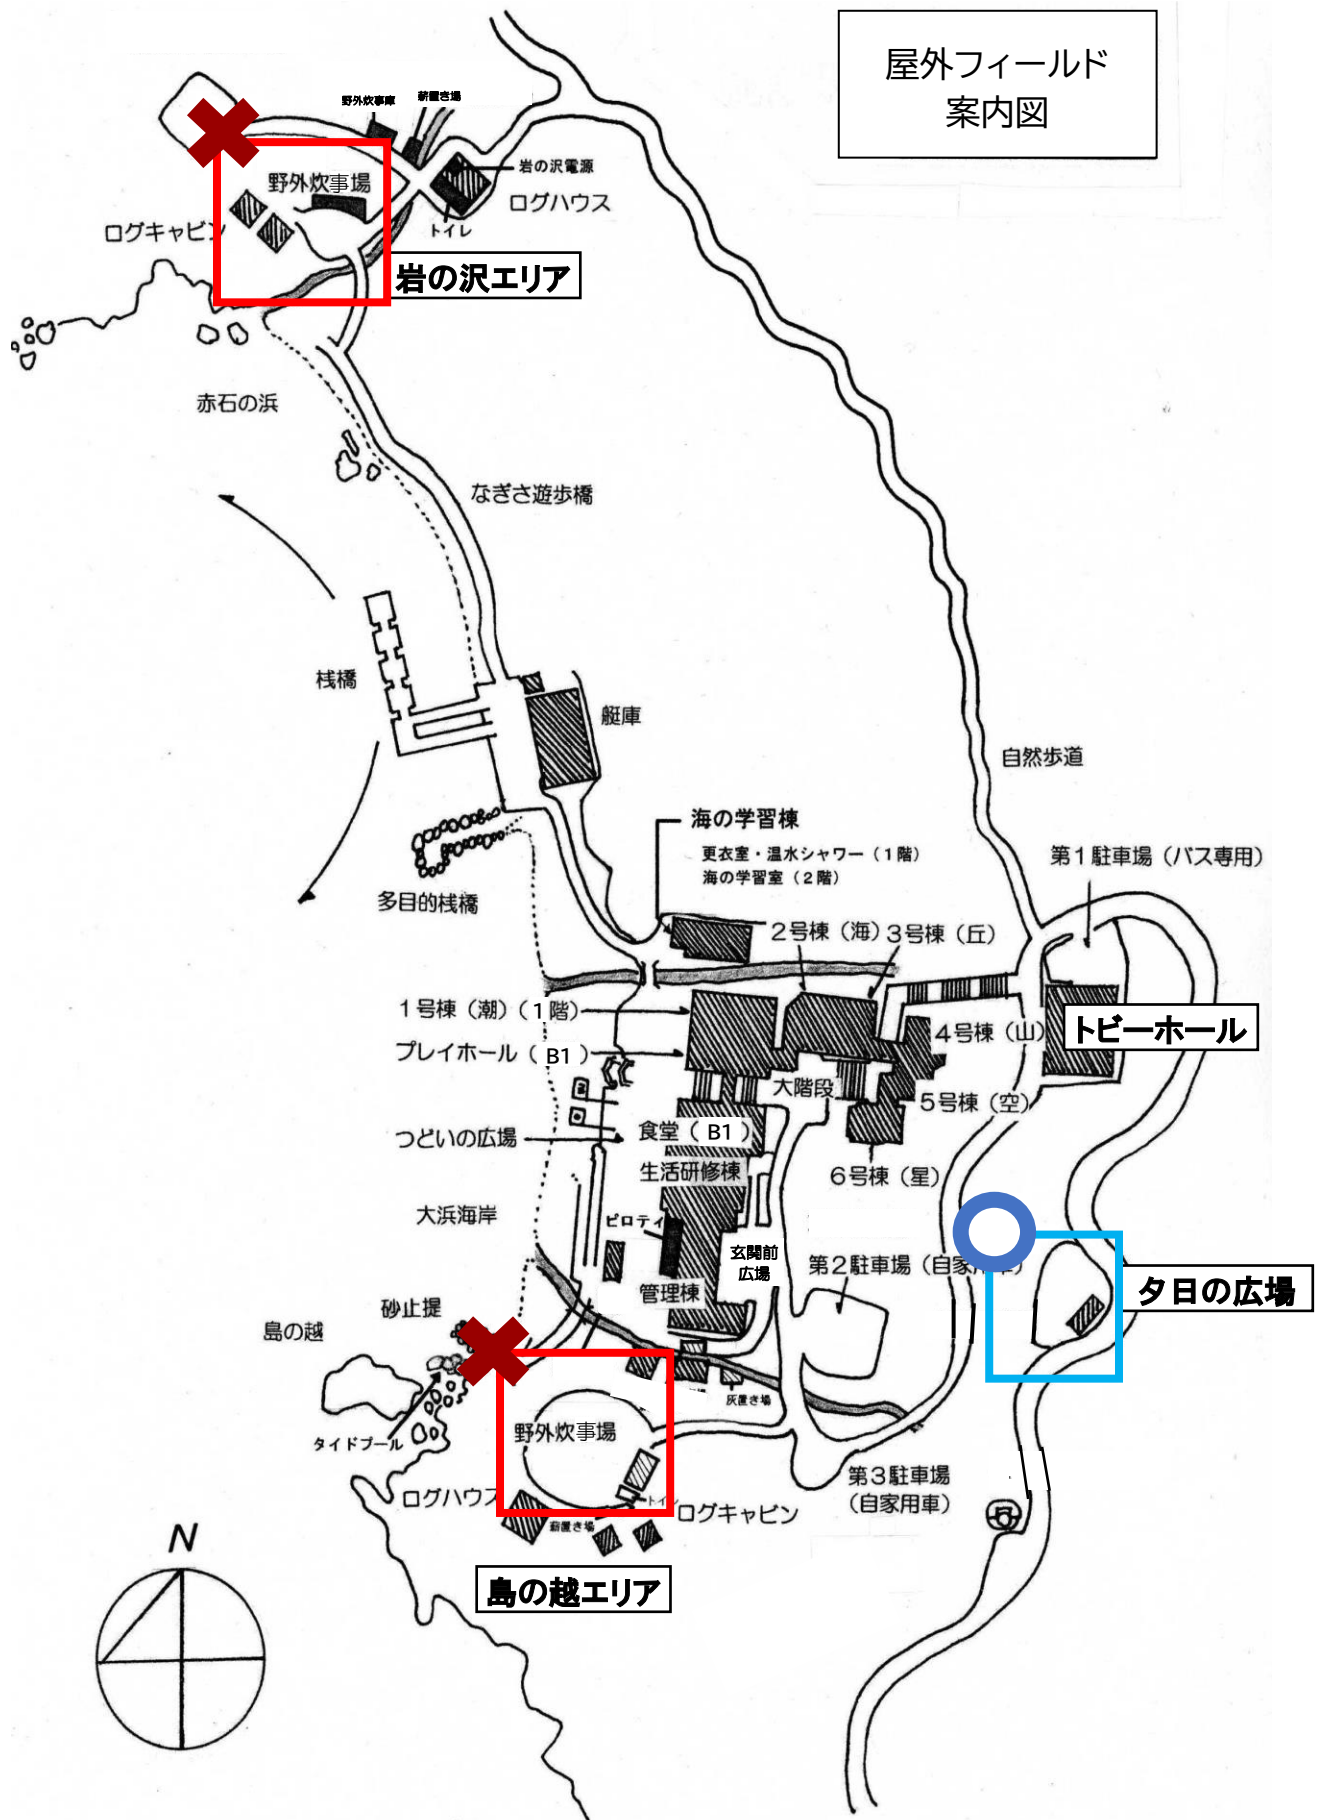 屋外フィールド
案内図
野外炊事庫
薪置き場
岩の沢電源
野外炊事場
ログハウス
トイレ
ログキャビン
岩の沢エリア
赤石の浜
なぎさ遊歩橋
桟橋
艇庫
自然歩道
海の学習棟
更衣室・温水シャワー（1階）
海の学習室（2階）
第1駐車場（バス専用）
多目的桟橋
2号棟（海）
3号棟（丘）
1号棟（潮）（1階）
4号棟（山）
トビーホール
プレイホール（B1）
大階段
5号棟（空）
つどいの広場
食堂（B1）
生活研修棟
6号棟（星）
大浜海岸
ピロティ
玄関前
広場
第2駐車場（自家用車）
夕日の広場
管理棟
砂止提
島の越
灰置き場
野外炊事場
タイドプール
第3駐車場
（自家用車）
ログハウス
トイレ
ログキャビン
薪置き場
島の越エリア
N